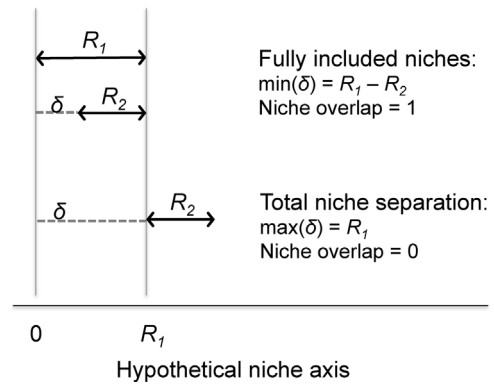 R₁
Fully included niches:
min(δ) = R₁ – R₂
Niche overlap = 1
δ R₂
Total niche separation:
max(δ) = R₁
Niche overlap = 0
δ R₂
0 R₁
Hypothetical niche axis